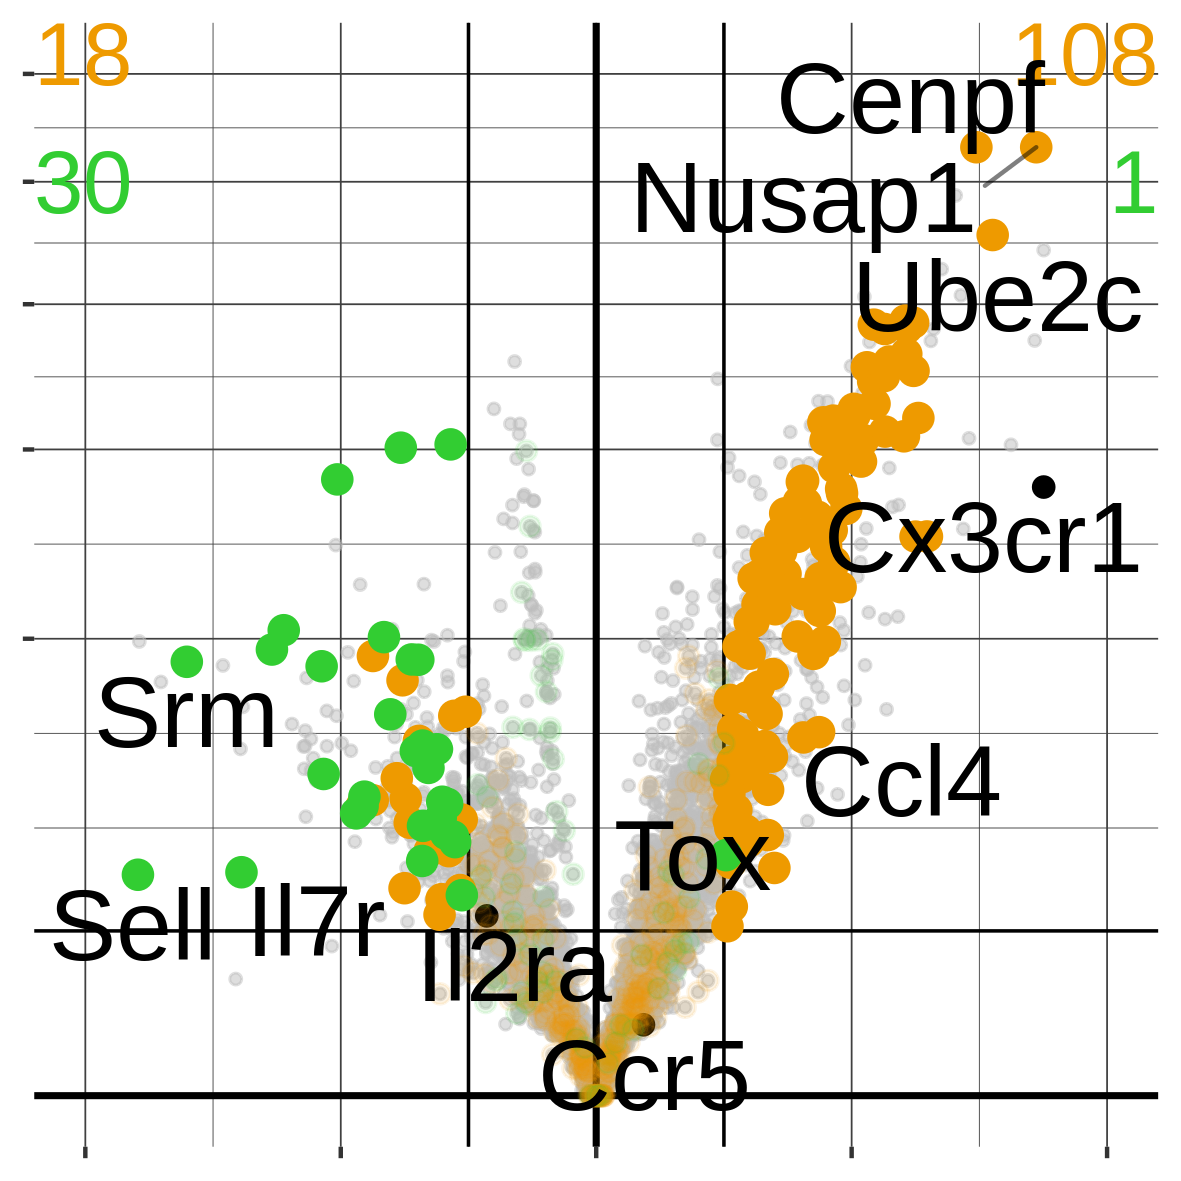 18
108
Cenpf
30
1
Nusap1
Ube2c
Cx3cr1
Srm
Ccl4
Tox
Sell
Il7r
Il2ra
Ccr5